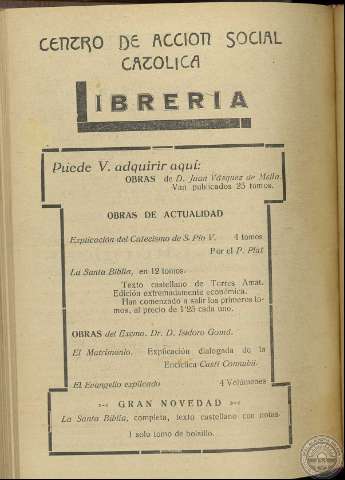 CENTRO DE ACCION SOCIAL
CATOLICA
LIBRERIA
Puede V. adquirir aquí:
OBRAS de D. Juan Vásquez de Mella.
Van publicados 25 tomos.
OBRAS DE ACTUALIDAD
Explicación del Catecismo de S. Pío V. 4 tomos
Por el P. Plat
La Santa Biblia, en 12 tomos.
Texto castellano de Torres Amat.
Edición extremadamente económica.
Han comenzado a salir los primeros to-
mos, al precio de 1'25 cada uno.
OBRAS del Excmo. Dr. D. Isidoro Gomá.
El Matrimonio. Explicación dialogada de la
Encíclica Casti Connubii.
El Evangelio explicado 4 Volúmenes
GRAN NOVEDAD
La Santa Biblia, completa, texto castellano con notas.
1 solo tomo de bolsillo.